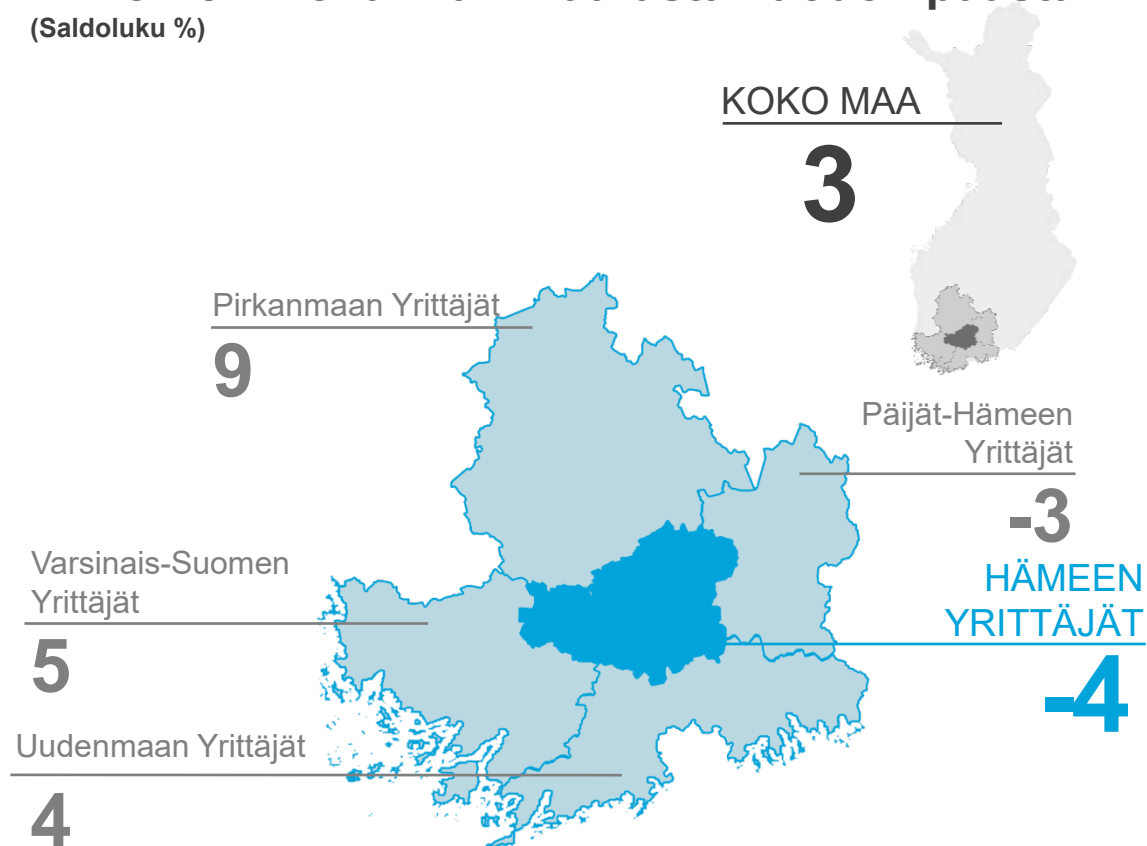 (Saldoluku %)
KOKO MAA
3
Pirkanmaan Yrittäjät
9
Päijät-Hämeen
Yrittäjät
-3
Varsinais-Suomen
Yrittäjät
5
HÄMEEN
YRITTÄJÄT
-4
Uudenmaan Yrittäjät
4